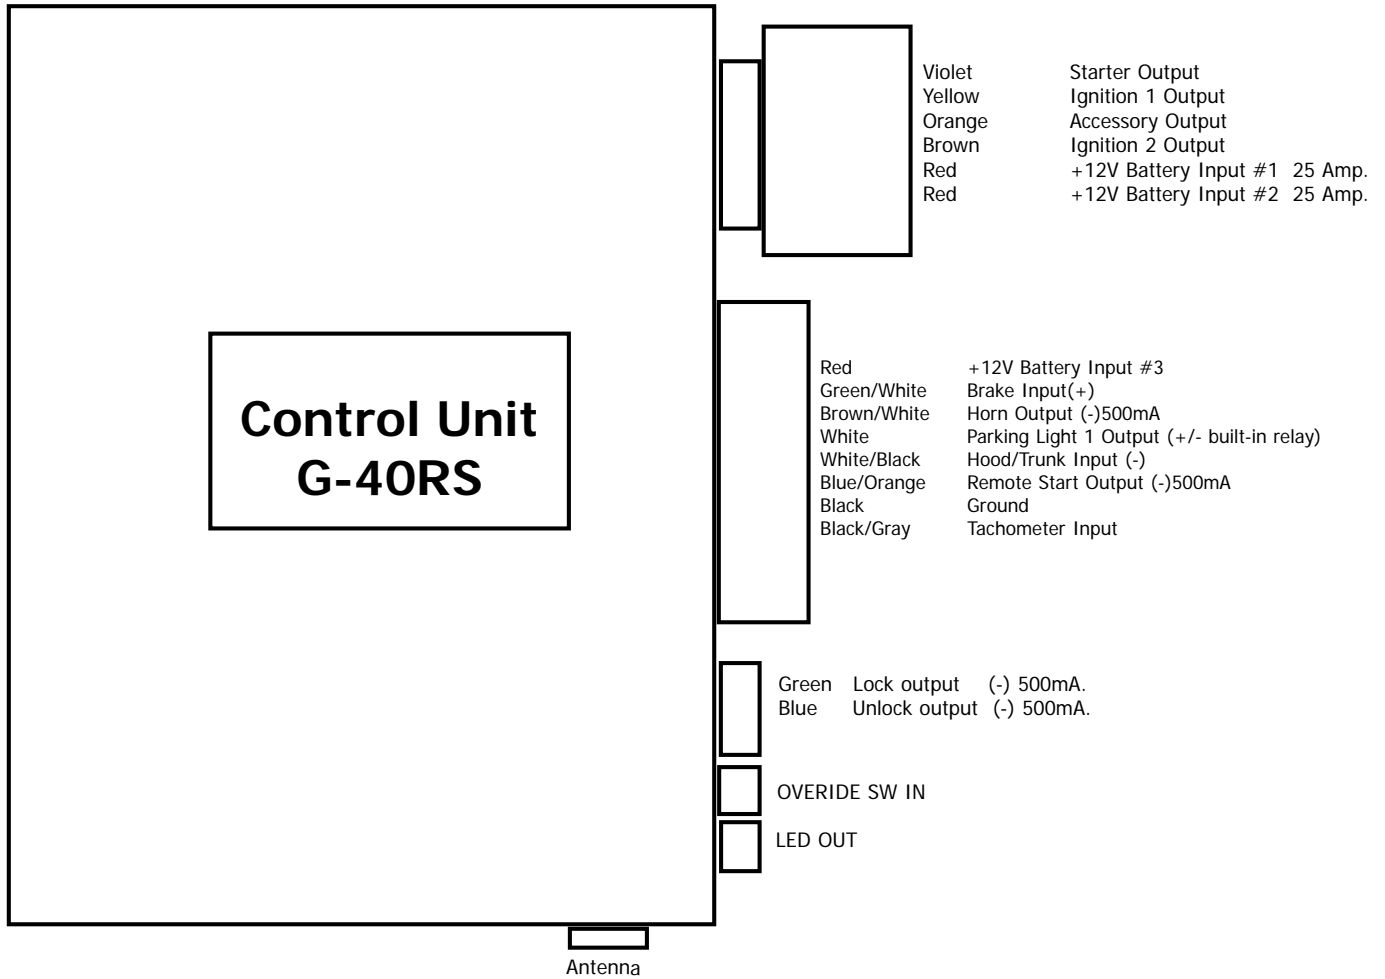 Violet Starter Output
Yellow Ignition 1 Output
Orange Accessory Output
Brown Ignition 2 Output
Red +12V Battery Input #1 25 Amp.
Red +12V Battery Input #2 25 Amp.
Control Unit
G-40RS
Red +12V Battery Input #3
Green/White Brake Input(+)
Brown/White Horn Output (-)500mA
White Parking Light 1 Output (+/- built-in relay)
White/Black Hood/Trunk Input (-)
Blue/Orange Remote Start Output (-)500mA
Black Ground
Black/Gray Tachometer Input
Green Lock output (-) 500mA.
Blue Unlock output (-) 500mA.
OVERIDE SW IN
LED OUT
Antenna